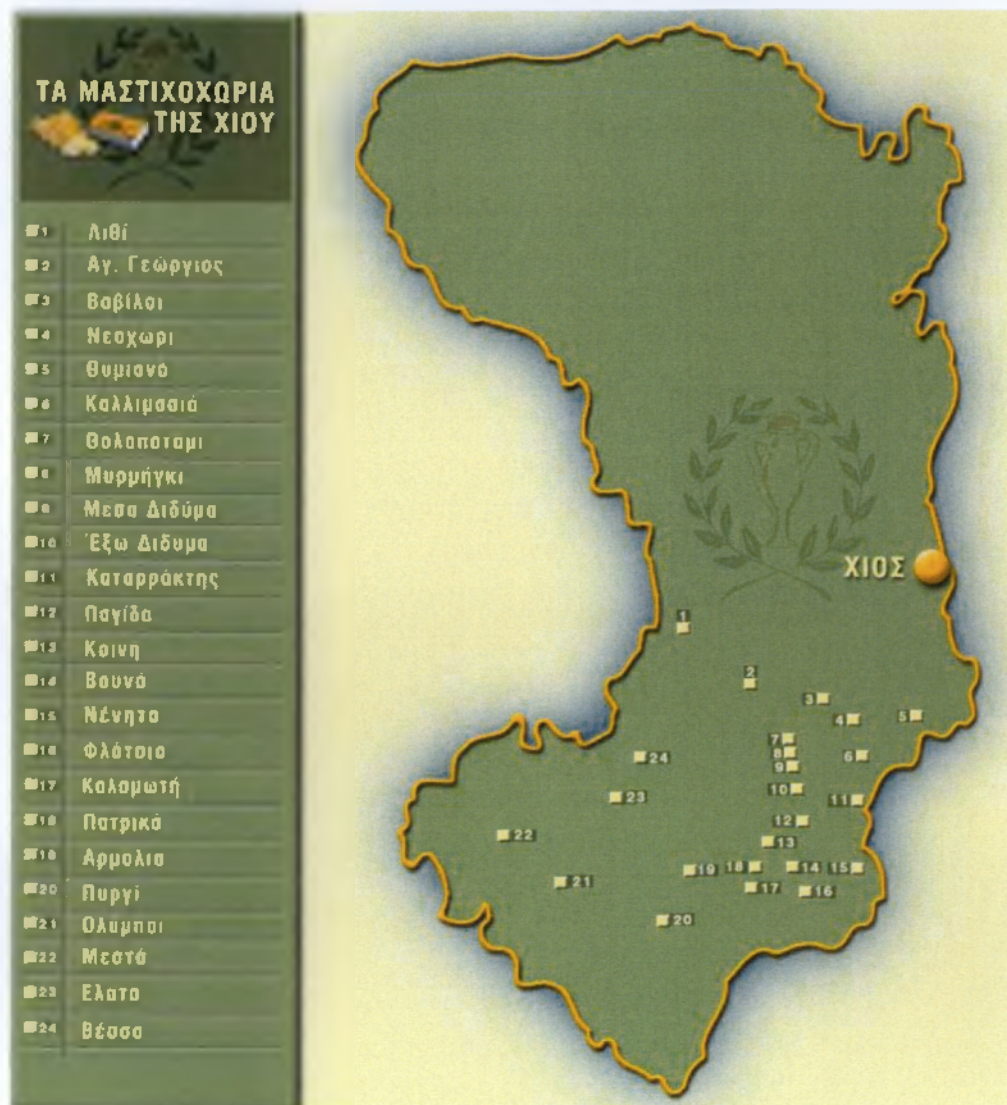 ΤΑ ΜΑΣΤΙΧΟΧΩΡΙΑ
ΤΗΣ ΧΙΟΥ
1 Λιθί
2 Αγ. Γεώργιος
3 Βαβίλοι
4 Νεοχωρι
5 Θυμιανά
6 Καλλιμασιά
7 Θολοποταμι
8 Μυρμήγκι
9 Μεσα Διδύμα
10 Έξω Διδυμα
11 Καταρράκτης
12 Παγίδα
13 Κοινη
14 Βουνό
15 Νένητα
16 Φλάτσια
17 Καλαμωτή
18 Πατρικά
19 Αρμολια
20 Πυργί
21 Ολυμποι
22 Μεστά
23 Ελατα
24 Βέσσα
ΧΙΟΣ
1
2
3
4
5
7
8
6
24
9
10
23
11
12
22
13
19
18
14
15
21
17
16
20